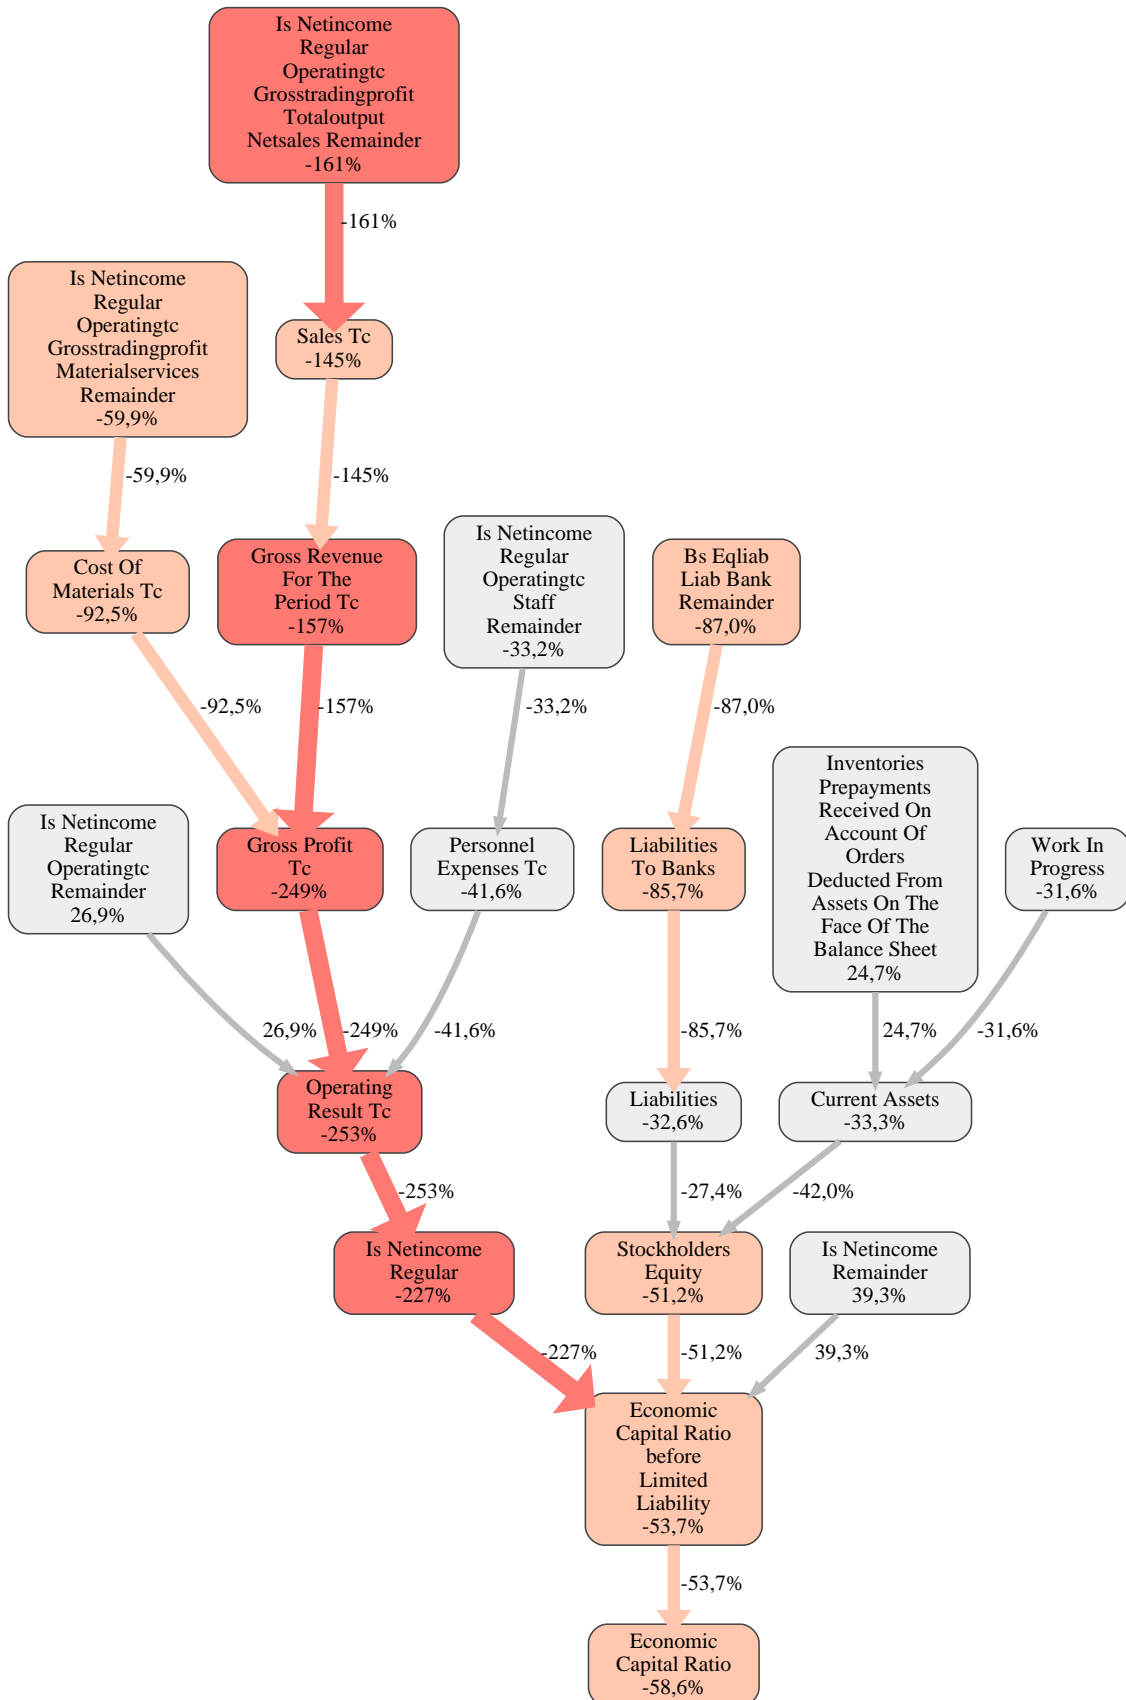 Is Netincome
Regular
Operatingtc
Grosstradingprofit
Totaloutput
Netsales Remainder
-161%
-161%
Is Netincome
Regular
Operatingtc
Grosstradingprofit
Materialservices
Remainder
-59,9%
Sales Tc
-145%
-59,9%
-145%
Cost Of
Materials Tc
-92,5%
Gross Revenue
For The
Period Tc
-157%
Is Netincome
Regular
Operatingtc
Staff
Remainder
-33,2%
Bs Eqliab
Liab Bank
Remainder
-87,0%
-92,5%
-157%
-33,2%
-87,0%
Is Netincome
Regular
Operatingtc
Remainder
26,9%
Gross Profit
Tc
-249%
Personnel
Expenses Tc
-41,6%
Liabilities
To Banks
-85,7%
Inventories
Prepayments
Received On
Account Of
Orders
Deducted From
Assets On The
Face Of The
Balance Sheet
24,7%
Work In
Progress
-31,6%
26,9%
-249%
-41,6%
-85,7%
24,7%
-31,6%
Operating
Result Tc
-253%
Liabilities
-32,6%
Current Assets
-33,3%
-253%
-27,4%
-42,0%
Is Netincome
Regular
-227%
Stockholders
Equity
-51,2%
Is Netincome
Remainder
39,3%
-227%
-51,2%
39,3%
Economic
Capital Ratio
before
Limited
Liability
-53,7%
-53,7%
Economic
Capital Ratio
-58,6%